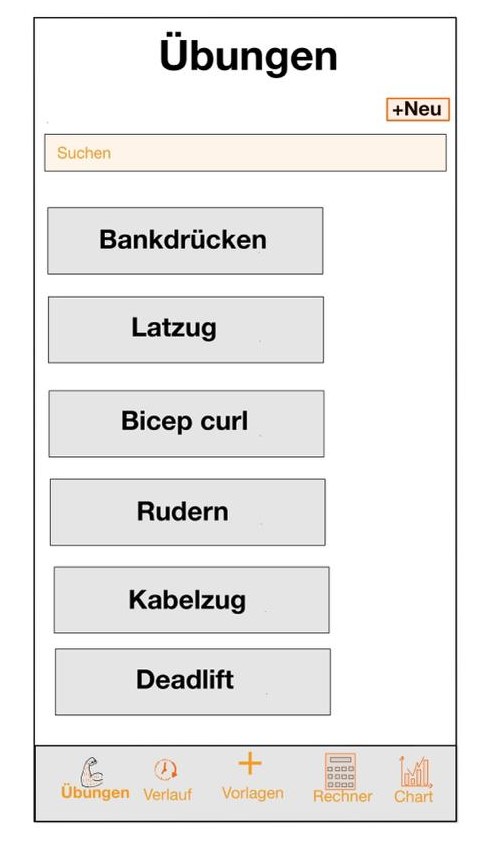 Übungen
+Neu
Suchen
Bankdrücken
Latzug
Bicep curl
Rudern
Kabelzug
Deadlift
Übungen Verlauf Vorlagen Rechner Chart